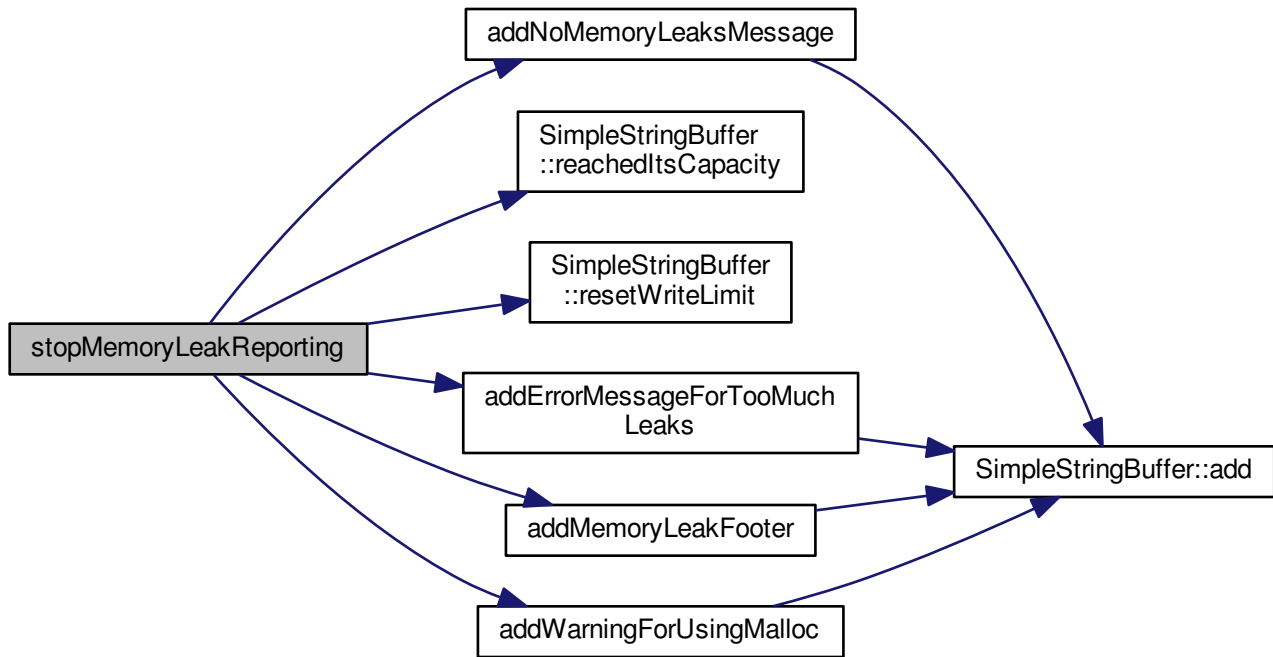 addNoMemoryLeaksMessage
SimpleStringBuffer
::reachedItsCapacity
SimpleStringBuffer
::resetWriteLimit
stopMemoryLeakReporting
addErrorMessageForTooMuch
Leaks
SimpleStringBuffer::add
addMemoryLeakFooter
addWarningForUsingMalloc